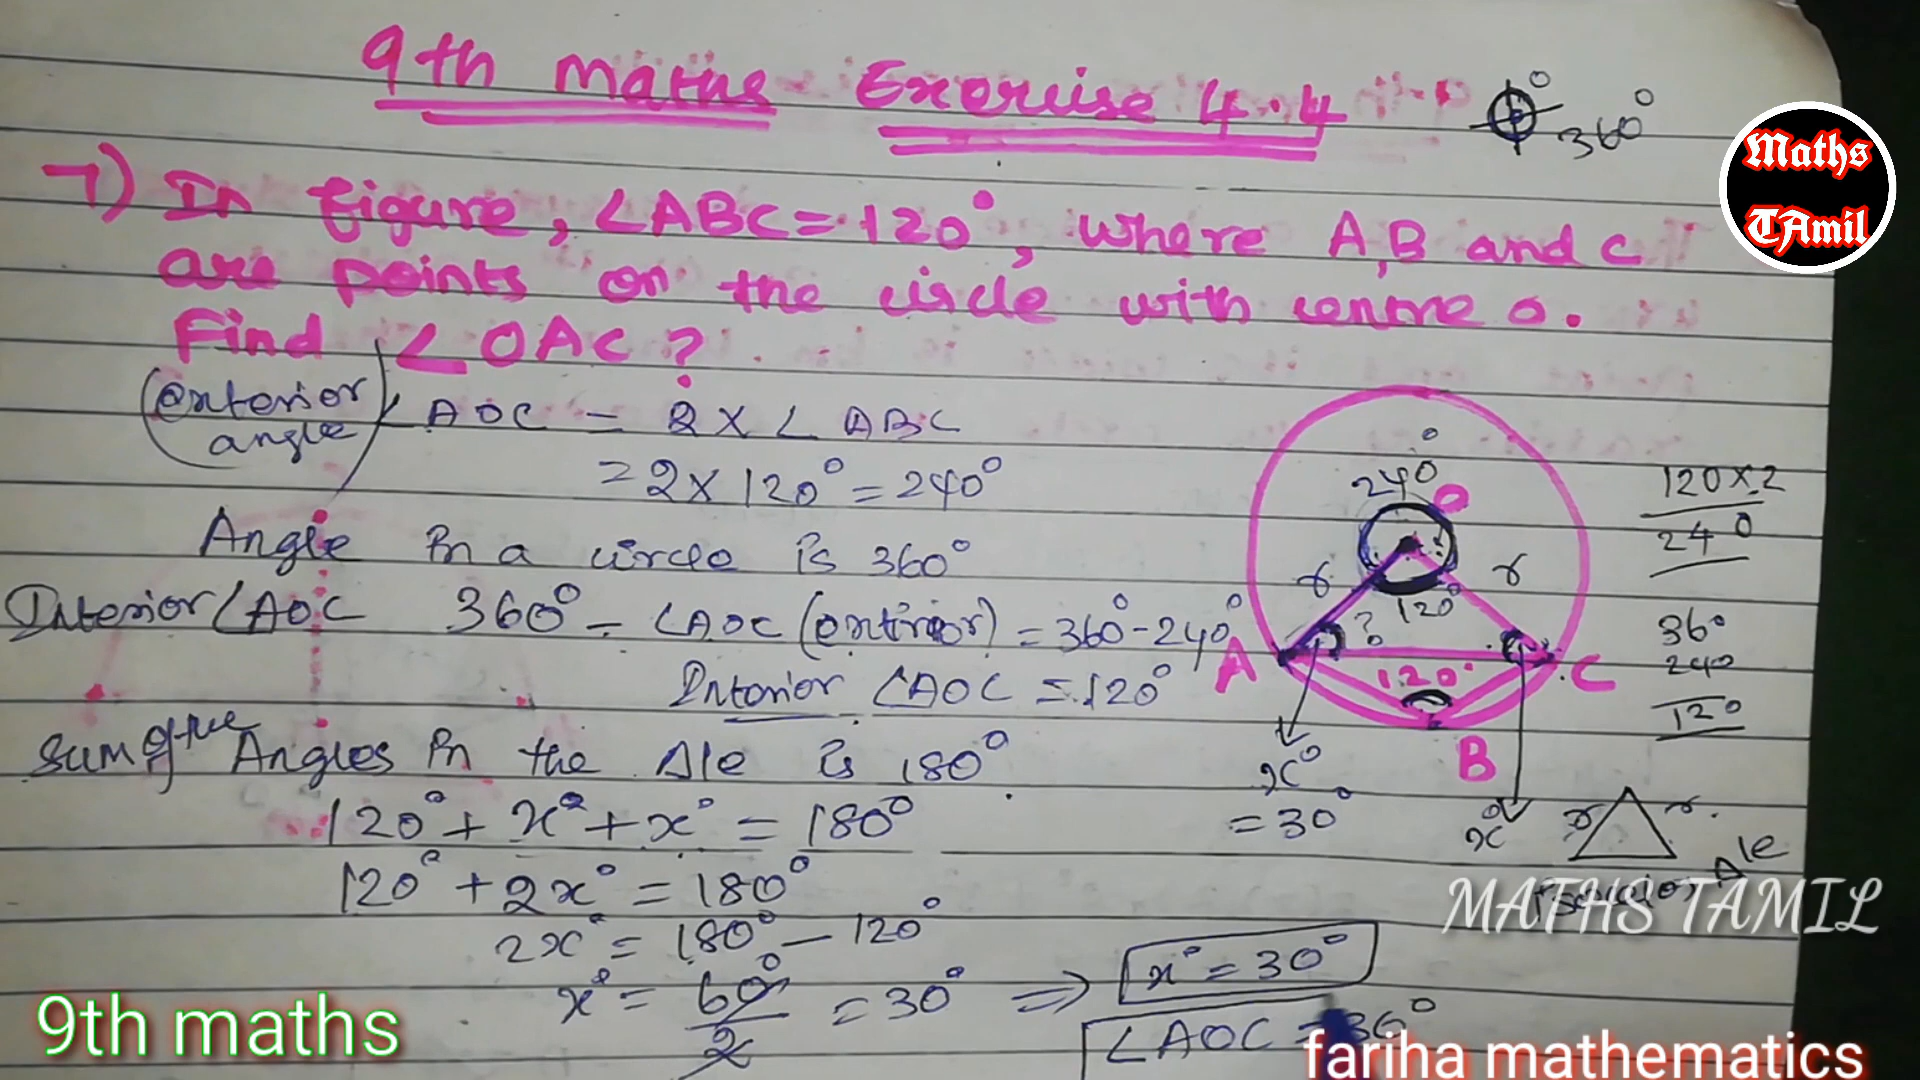 9th maths Exercise 4.4
360°
Maths
TAmil
7) In figure, ∠ABC = 120°, where A, B and C
are points on the circle with centre O.
Find ∠OAC?
(exterior
angle)
∠AOC = 2 × ∠ABC
= 2 × 120° = 240°
Angle in a circle is 360°
Interior ∠AOC 360° - ∠AOC (exterior) = 360° - 240°
Interior ∠AOC = 120°
Sum of the Angles in the Δle is 180°
120° + x° + x° = 180°
120° + 2x° = 180°
2x° = 180° - 120°
x° = 60°/2 = 30° ⇒ x° = 30°
∠AOC = 30°
240°
O
r
r
120°
?
A
120°
C
B
x°
= 30°
x°
120 × 2
240
360
240
120
r
r
Δle
MATHS TAMIL
9th maths
fariha mathematics